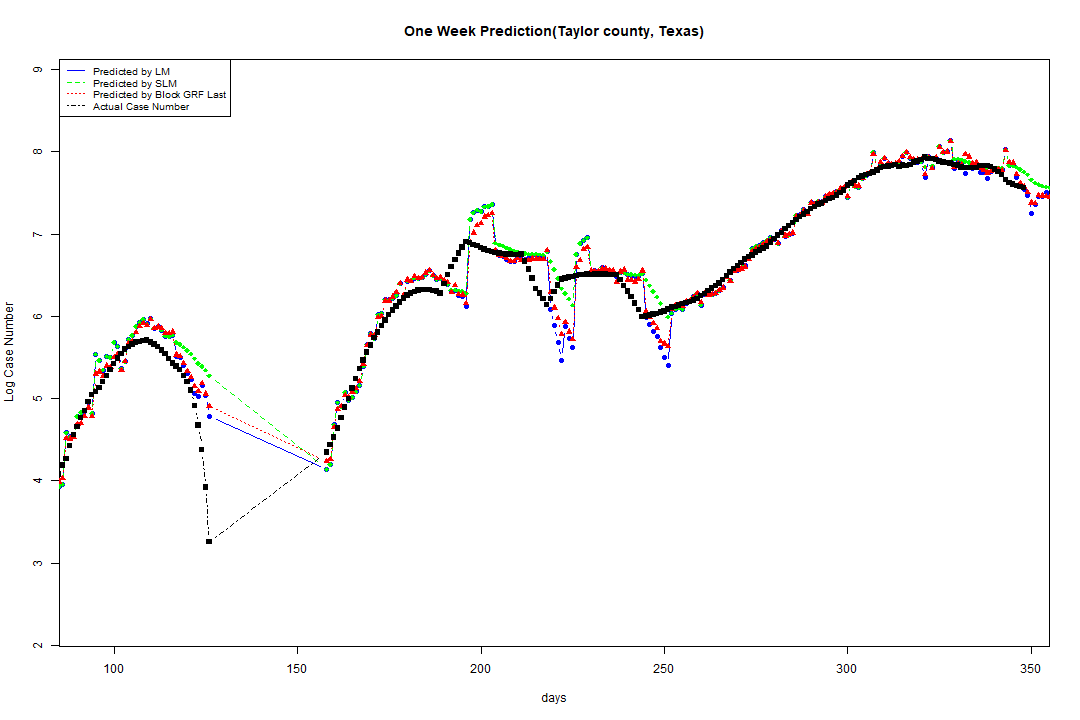 One Week Prediction(Taylor county, Texas)
Predicted by LM
Predicted by SLM
Predicted by Block GRF Last
Actual Case Number
9
8
7
6
5
4
3
2
Log Case Number
100 150 200 250 300 350
days